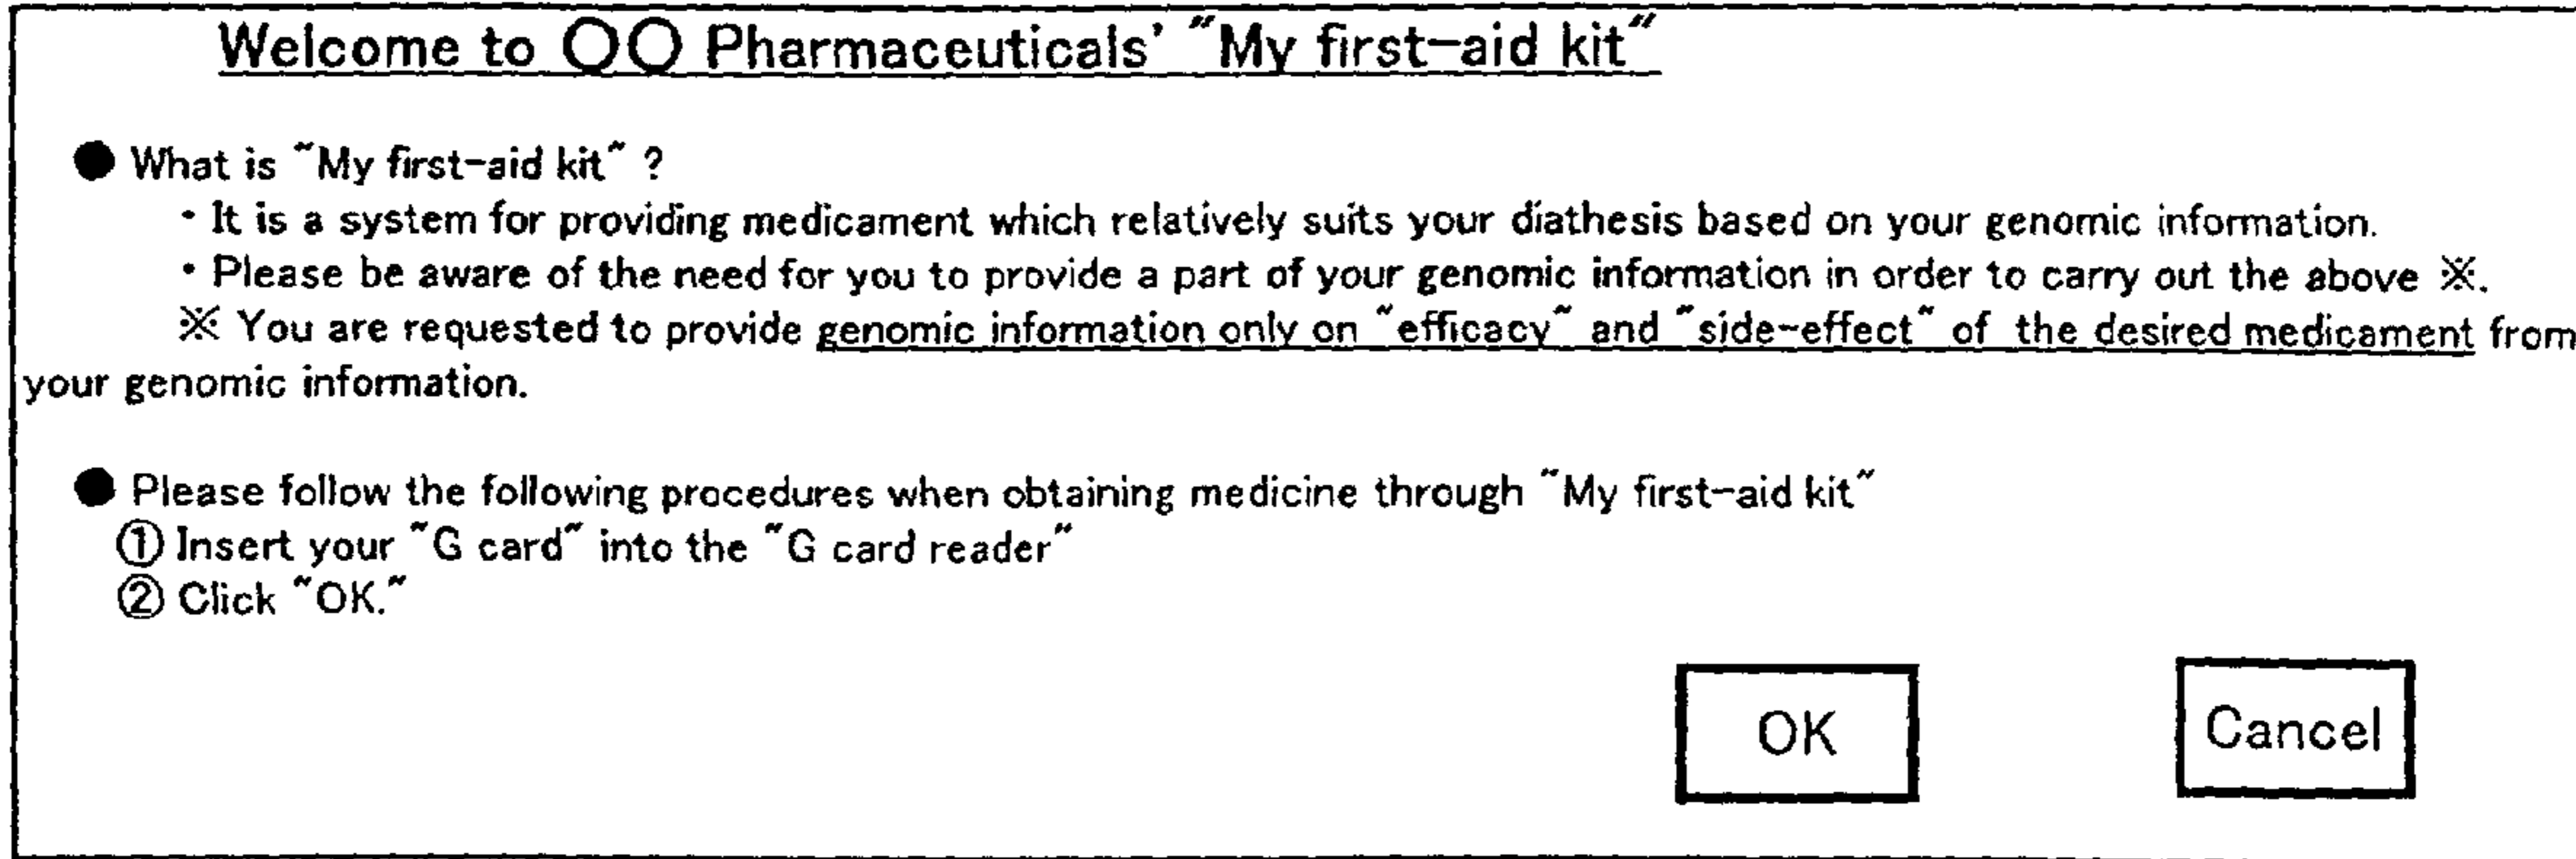 Welcome to ○○ Pharmaceuticals' "My first-aid kit"
● What is "My first-aid kit" ?
・It is a system for providing medicament which relatively suits your diathesis based on your genomic information.
・Please be aware of the need for you to provide a part of your genomic information in order to carry out the above ※.
※ You are requested to provide genomic information only on "efficacy" and "side-effect" of the desired medicament from
your genomic information.
● Please follow the following procedures when obtaining medicine through "My first-aid kit"
① Insert your "G card" into the "G card reader"
② Click "OK."
OK
Cancel